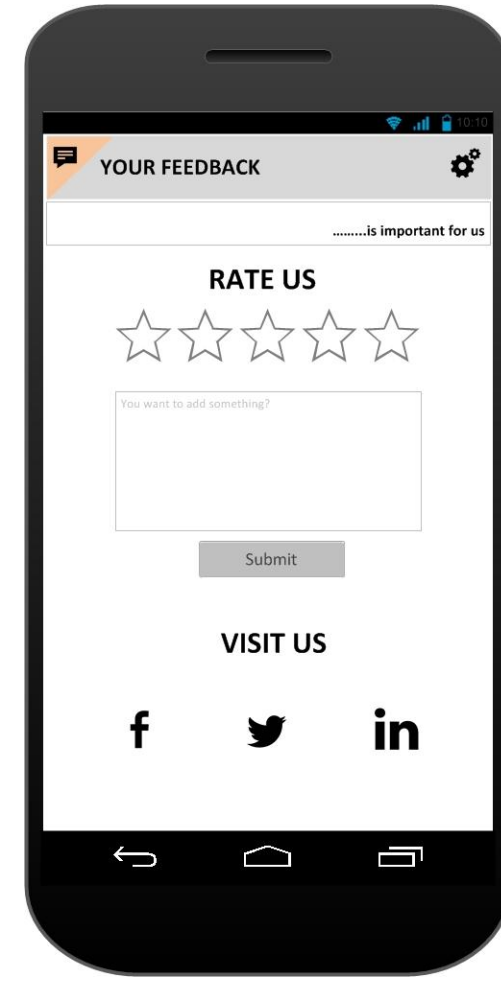 10:10
YOUR FEEDBACK
.........is important for us
RATE US
You want to add something?
Submit
VISIT US
f
in